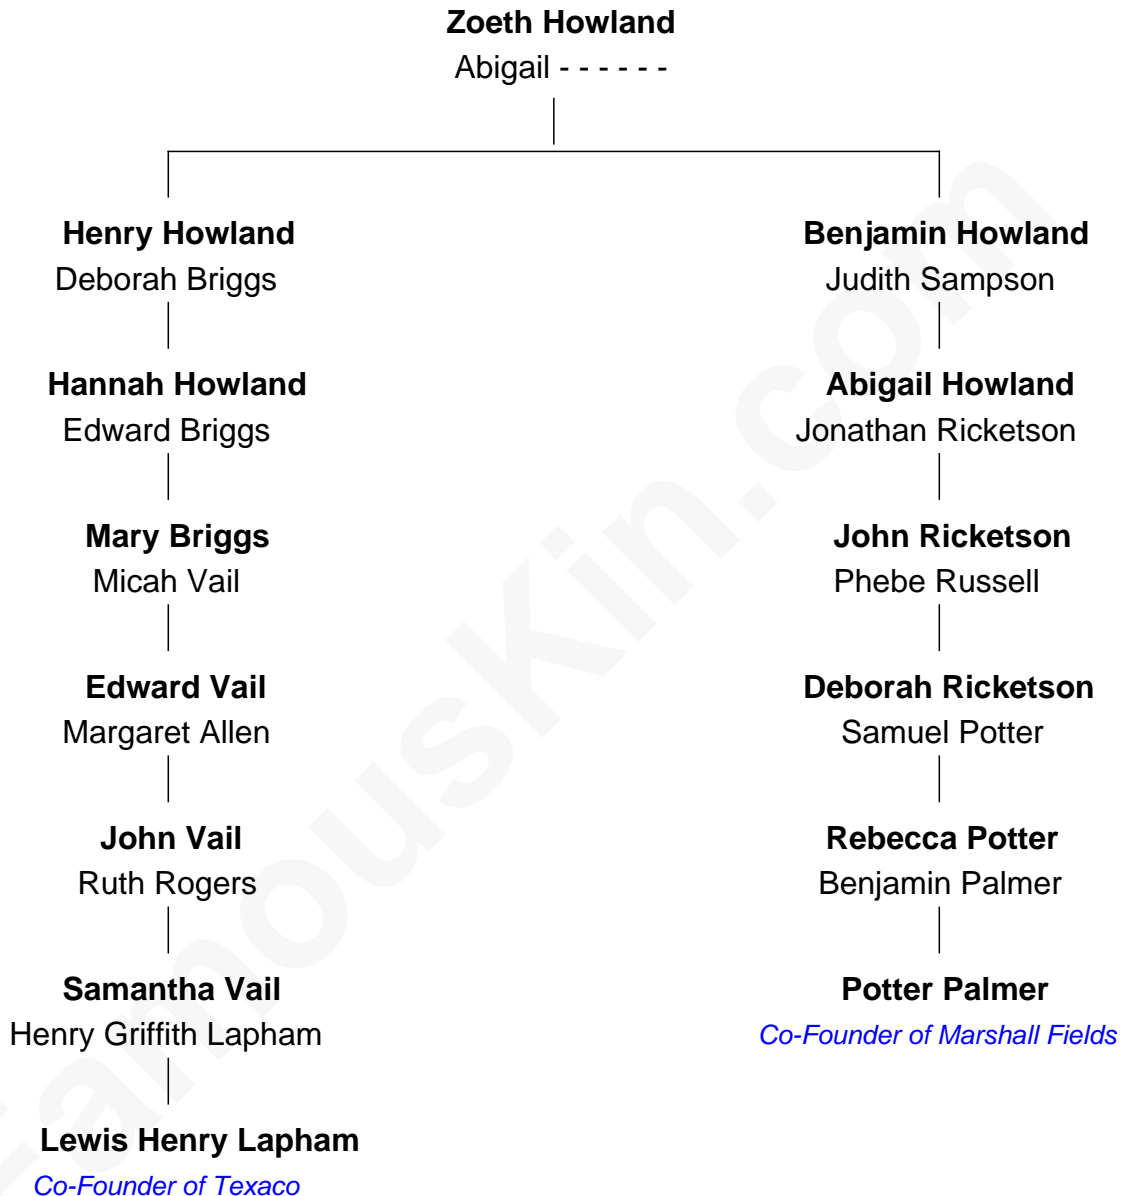 Zoeth Howland
Abigail - - - - - -
Henry Howland
Deborah Briggs
Hannah Howland
Edward Briggs
Mary Briggs
Micah Vail
Edward Vail
Margaret Allen
John Vail
Ruth Rogers
Samantha Vail
Henry Griffith Lapham
Lewis Henry Lapham
Co-Founder of Texaco
Benjamin Howland
Judith Sampson
Abigail Howland
Jonathan Ricketson
John Ricketson
Phebe Russell
Deborah Ricketson
Samuel Potter
Rebecca Potter
Benjamin Palmer
Potter Palmer
Co-Founder of Marshall Fields
FamousKin.com